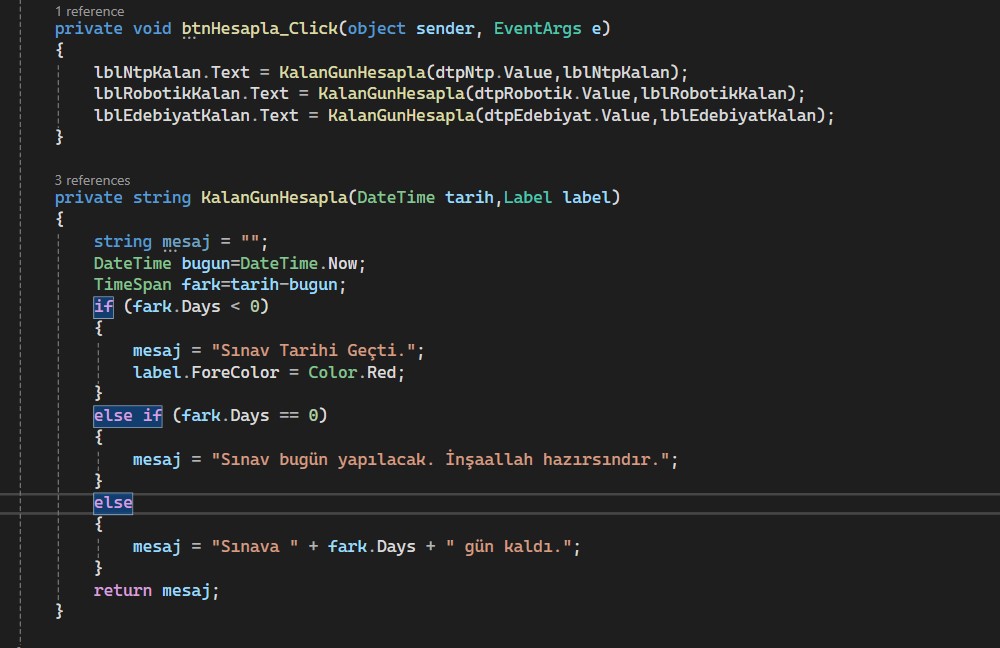 1 reference
private void btnHesapla_Click(object sender, EventArgs e)
{
lblNtpKalan.Text = KalanGunHesapla(dtpNtp.Value,lblNtpKalan);
lblRobotikKalan.Text = KalanGunHesapla(dtpRobotik.Value,lblRobotikKalan);
lblEdebiyatKalan.Text = KalanGunHesapla(dtpEdebiyat.Value,lblEdebiyatKalan);
}
3 references
private string KalanGunHesapla(DateTime tarih,Label label)
{
string mesaj = "";
DateTime bugun=DateTime.Now;
TimeSpan fark=tarih-bugun;
if (fark.Days < 0)
{
mesaj = "Sınav Tarihi Geçti.";
label.ForeColor = Color.Red;
}
else if (fark.Days == 0)
{
mesaj = "Sınav bugün yapılacak. İnşaallah hazırsındır.";
}
else
{
mesaj = "Sınava " + fark.Days + " gün kaldı.";
}
return mesaj;
}